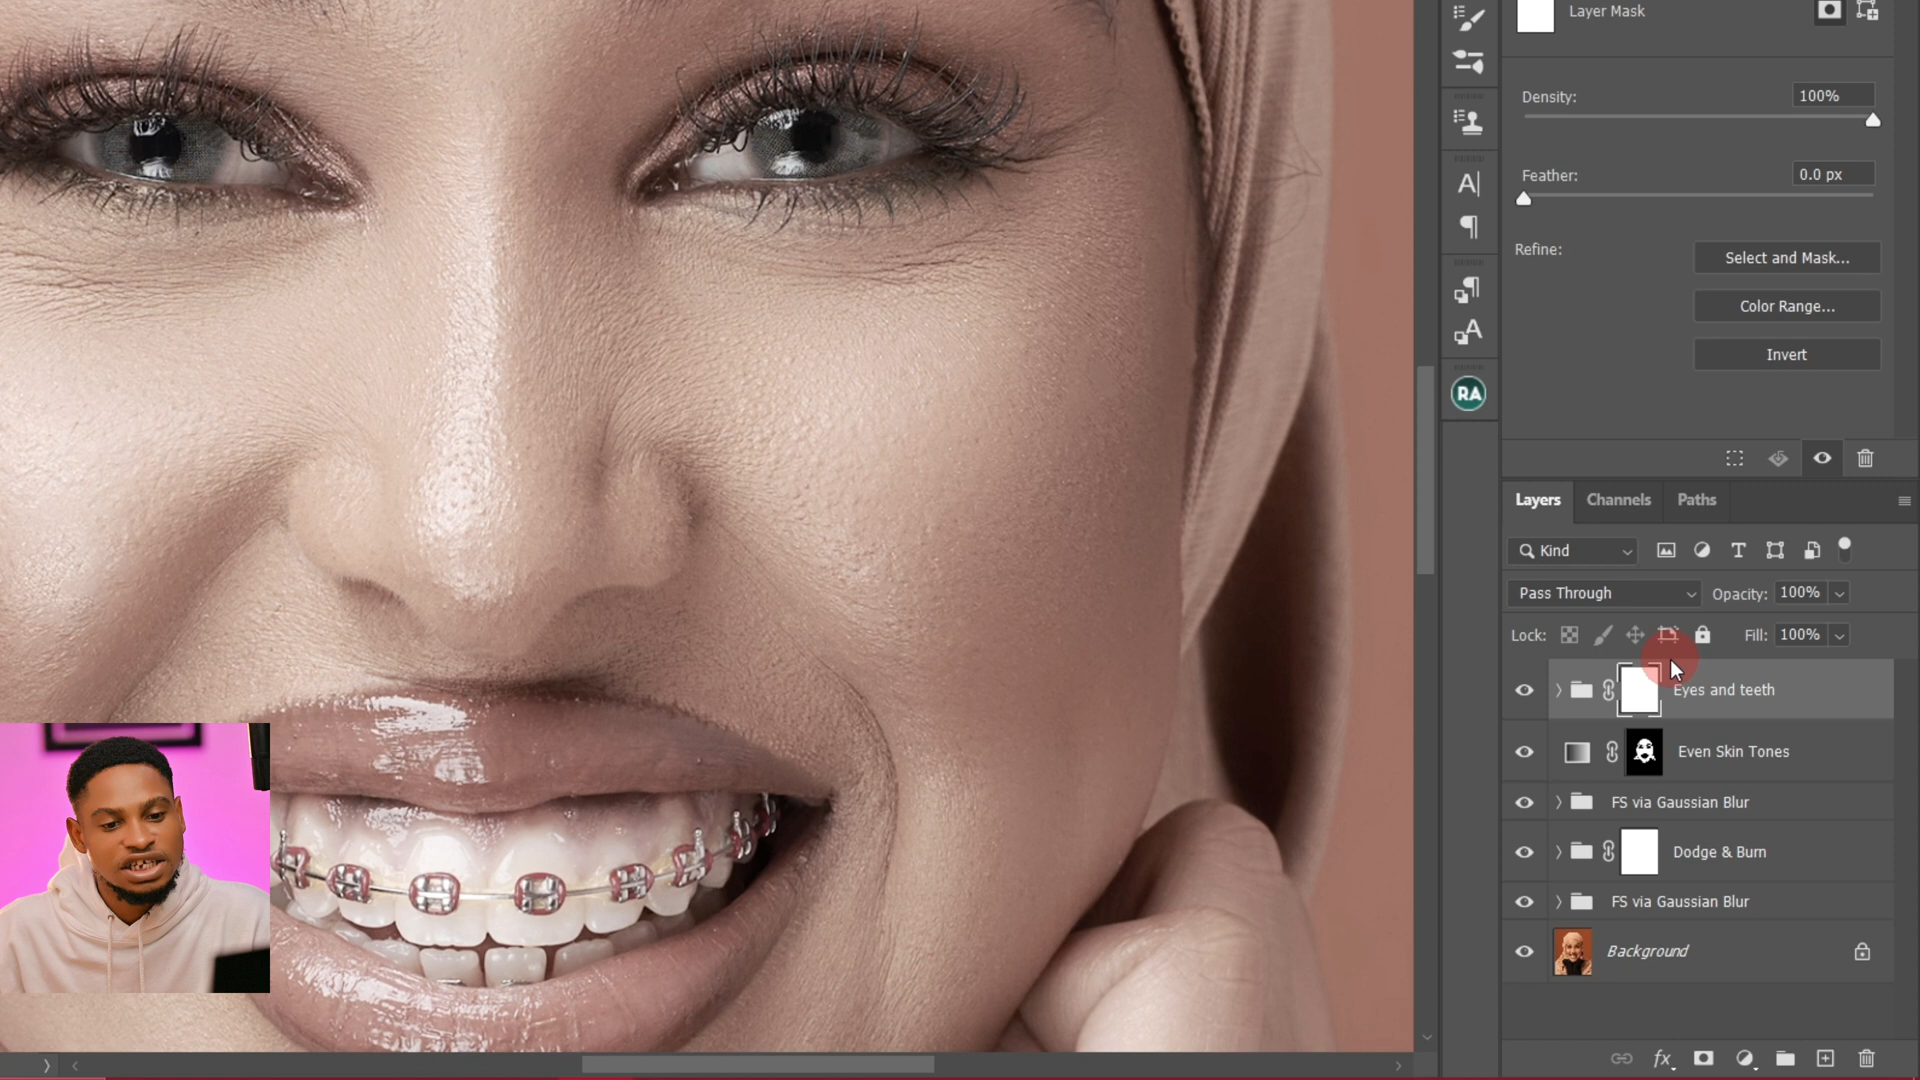 Layer Mask
Density: 100%
Feather: 0.0 px
Refine: Select and Mask...
Color Range...
Invert
A|
A
RA
Layers Channels Paths
Kind
Pass Through Opacity: 100%
Lock: Fill: 100%
Eyes and teeth
Even Skin Tones
FS via Gaussian Blur
Dodge & Burn
FS via Gaussian Blur
Background
fx